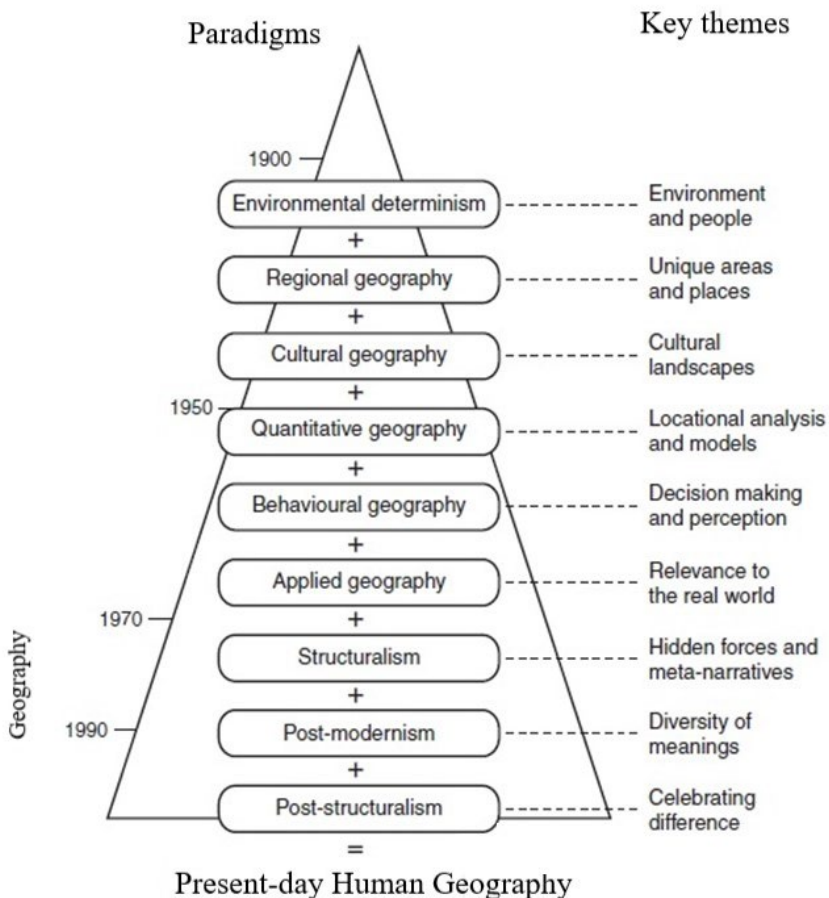 Paradigms
Key themes
1900
Environmental determinism
Environment
and people
+
Regional geography
Unique areas
and places
+
Cultural geography
Cultural
landscapes
+
1950
Quantitative geography
Locational analysis
and models
+
Behavioural geography
Decision making
and perception
+
Applied geography
Relevance to
the real world
+
1970
Structuralism
Hidden forces and
meta-narratives
+
Geography
1990
Post-modernism
Diversity of
meanings
+
Post-structuralism
Celebrating
difference
=
Present-day Human Geography